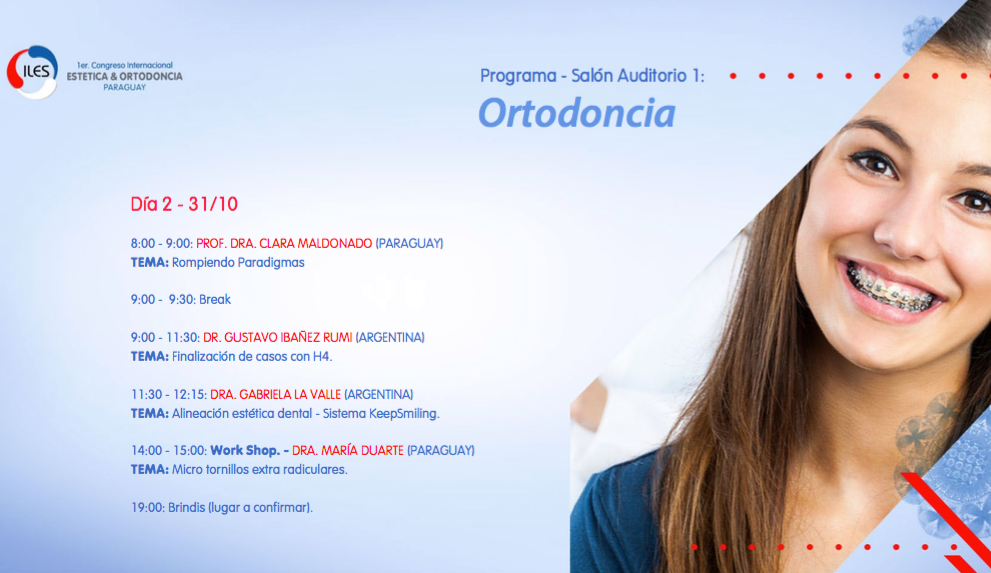 ILES
1er. Congreso Internacional
ESTETICA & ORTODONCIA
PARAGUAY
Programa - Salón Auditorio 1:
Ortodoncia
Día 2 - 31/10
8:00 - 9:00: PROF. DRA. CLARA MALDONADO (PARAGUAY)
TEMA: Rompiendo Paradigmas
9:00 - 9:30: Break
9:00 - 11:30: DR. GUSTAVO IBAÑEZ RUMI (ARGENTINA)
TEMA: Finalización de casos con H4.
11:30 - 12:15: DRA. GABRIELA LA VALLE (ARGENTINA)
TEMA: Alineación estética dental - Sistema KeepSmiling.
14:00 - 15:00: Work Shop. - DRA. MARÍA DUARTE (PARAGUAY)
TEMA: Micro tornillos extra radiculares.
19:00: Brindis (lugar a confirmar).